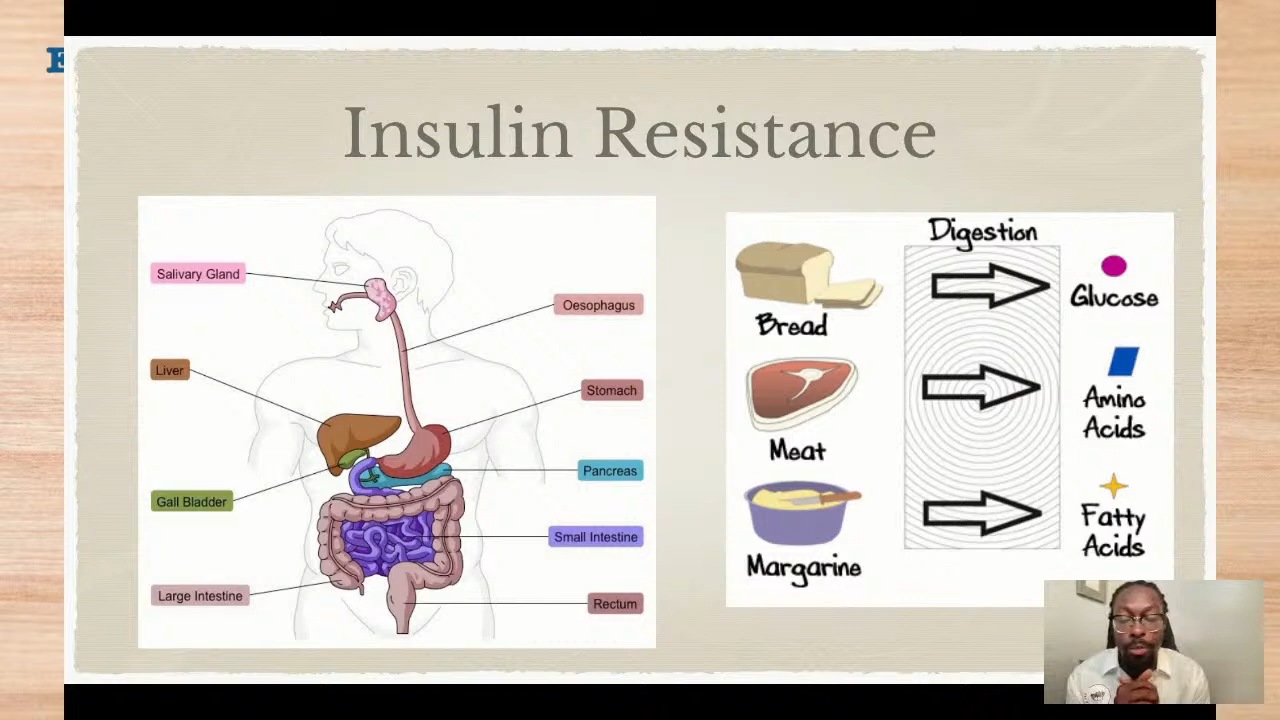 E
Insulin Resistance
Salivary Gland
Oesophagus
Liver
Stomach
Pancreas
Gall Bladder
Small Intestine
Large Intestine
Rectum
Digestion
Bread
Glucose
Meat
Amino
Acids
Margarine
Fatty
Acids